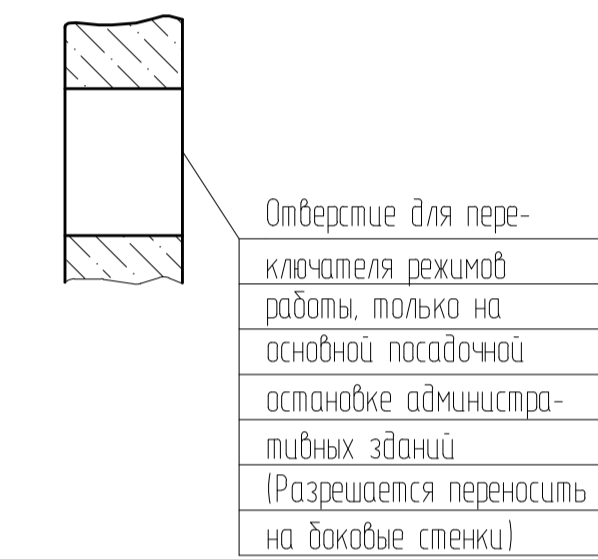 Отверстие для пере-
ключателя режимов
работы, только на
основной посадочной
остановке администра-
тивных зданий
(Разрешается переносить
на боковые стенки)